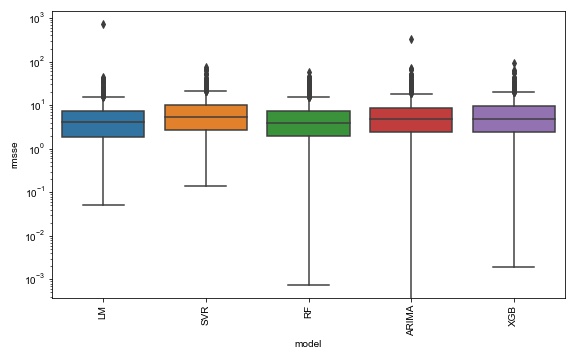 rmsse
10³
10²
10¹
10⁰
10⁻¹
10⁻²
10⁻³
LM
SVR
RF
ARIMA
XGB
model